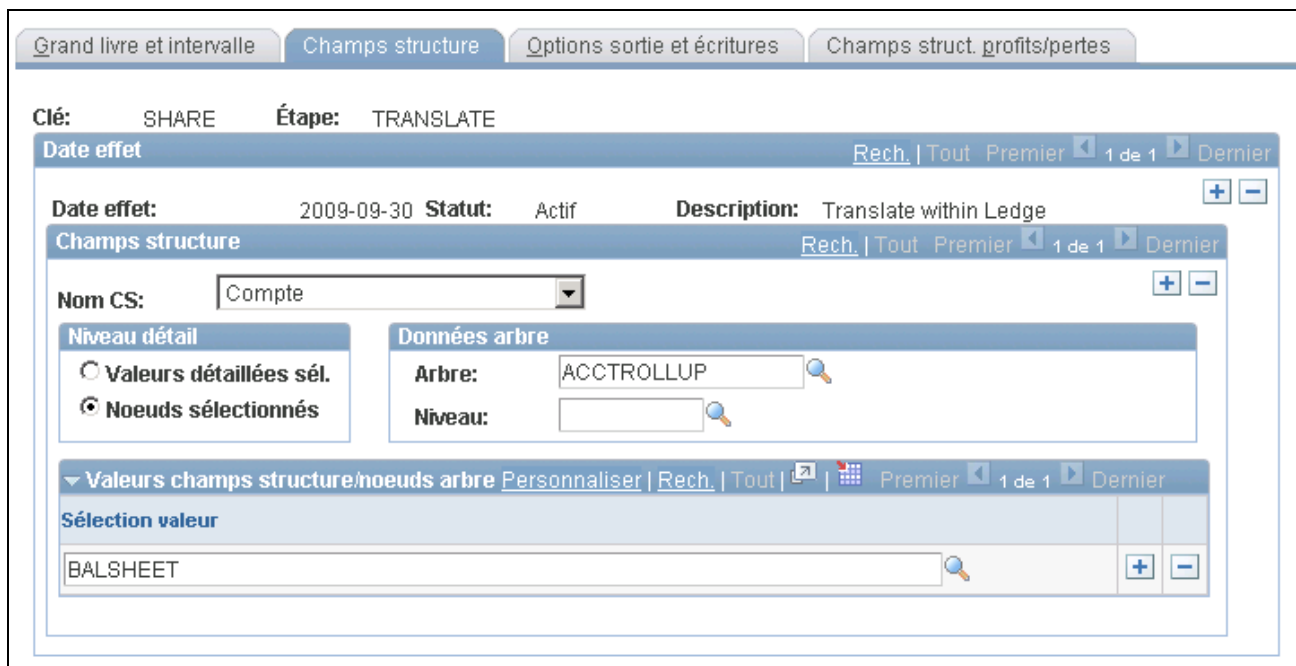 Grand livre et intervalle Champs structure Options sortie et écritures Champs struct. profits/pertes
Clé: SHARE Étape: TRANSLATE
Date effet Rech. | Tout Premier 1 de 1 Dernier
Date effet: 2009-09-30 Statut: Actif Description: Translate within Ledge
Champs structure Rech. | Tout Premier 1 de 1 Dernier
Nom CS: Compte
Niveau détail Données arbre
Valeurs détaillées sél. Arbre: ACCTROLLUP
Noeuds sélectionnés Niveau:
Valeurs champs structure/noeuds arbre Personnaliser | Rech. | Tout | | Premier 1 de 1 Dernier
Sélection valeur
BALSHEET